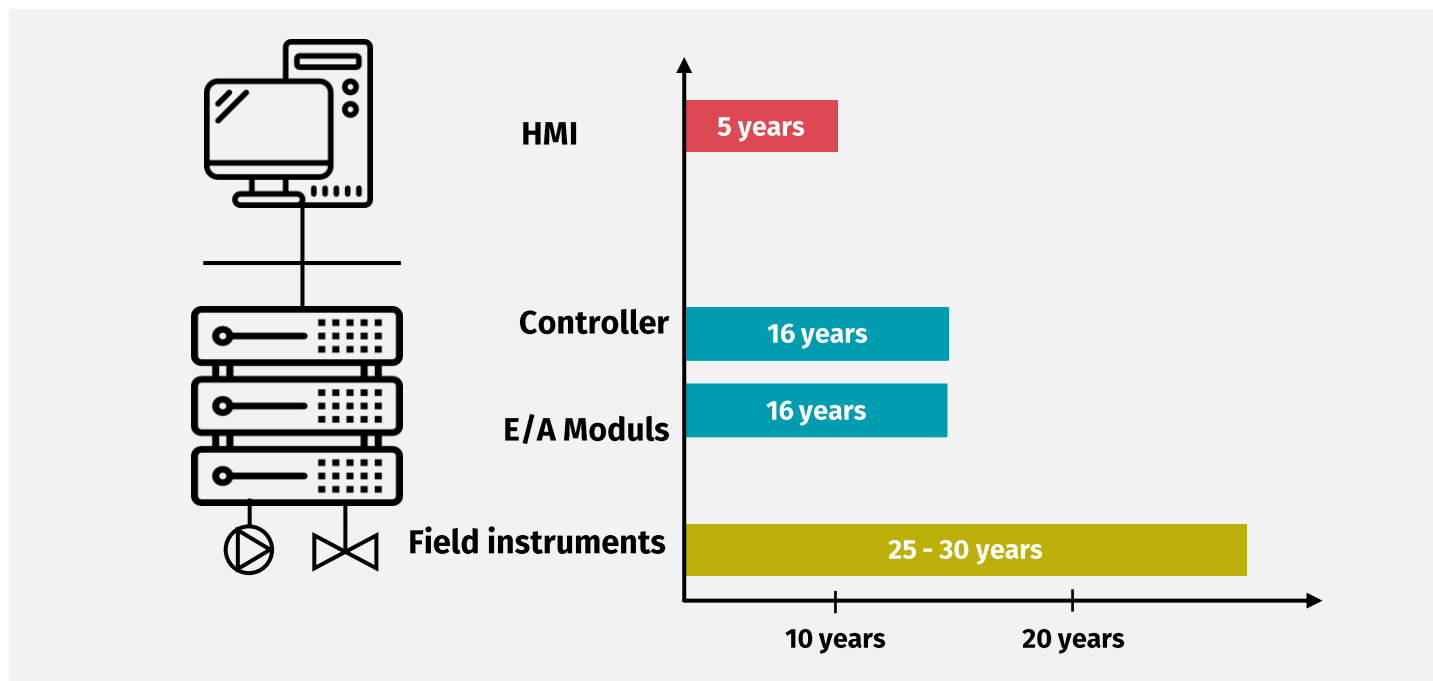 HMI
5 years
Controller
16 years
E/A Moduls
16 years
Field instruments
25 - 30 years
10 years
20 years